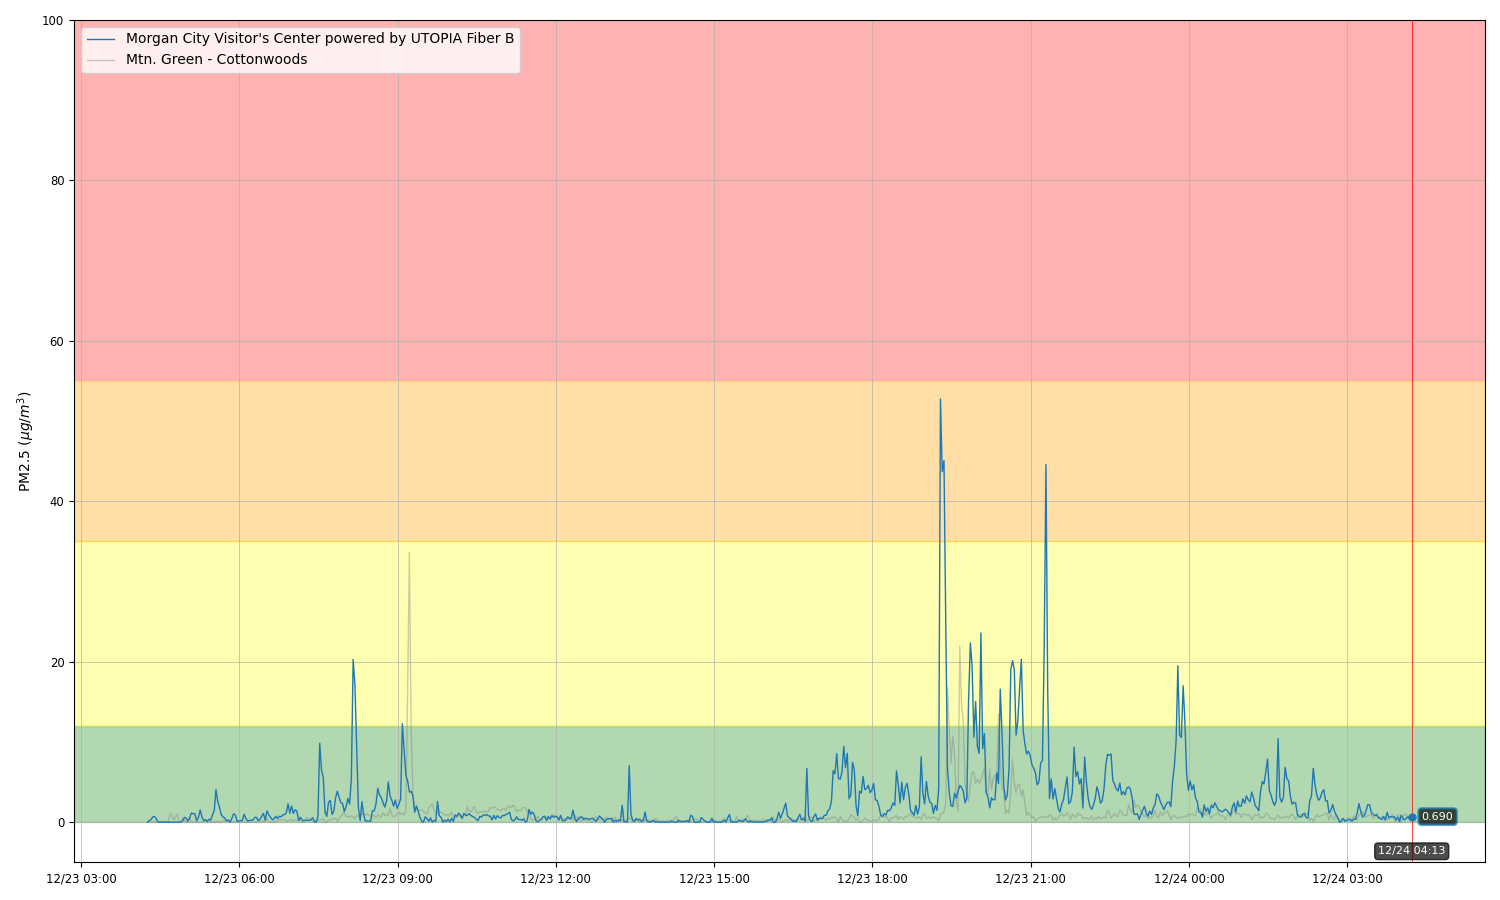 100
Morgan City Visitor's Center powered by UTOPIA Fiber B
Mtn. Green - Cottonwoods
80
60
PM2.5 (μg/m³)
40
20
0
0.690
12/24 04:13
12/23 03:00 12/23 06:00 12/23 09:00 12/23 12:00 12/23 15:00 12/23 18:00 12/23 21:00 12/24 00:00 12/24 03:00